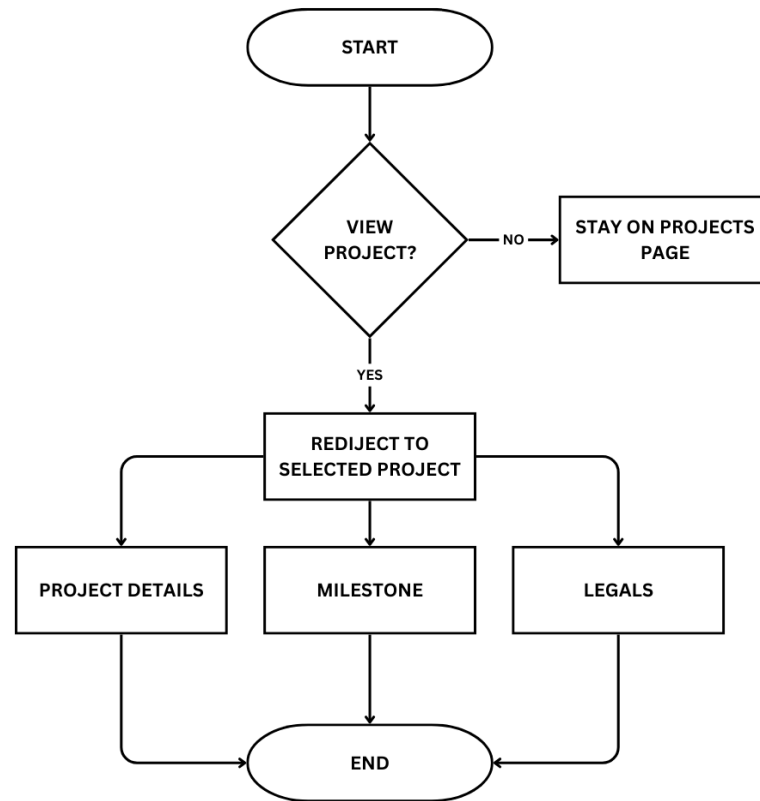 START
VIEW
PROJECT?
NO
STAY ON PROJECTS
PAGE
YES
REDIJECT TO
SELECTED PROJECT
PROJECT DETAILS
MILESTONE
LEGALS
END